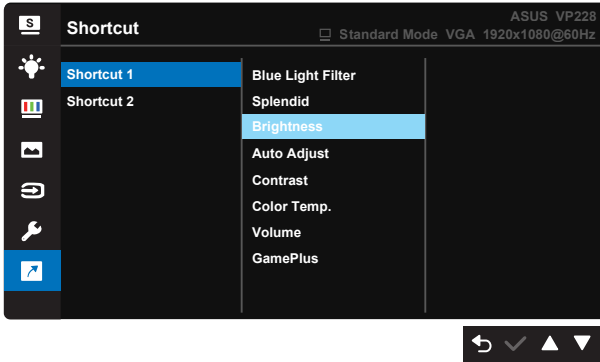 S
Shortcut
ASUS VP228
Standard Mode VGA 1920x1080@60Hz
Shortcut 1
Shortcut 2
Blue Light Filter
Splendid
Brightness
Auto Adjust
Contrast
Color Temp.
Volume
GamePlus